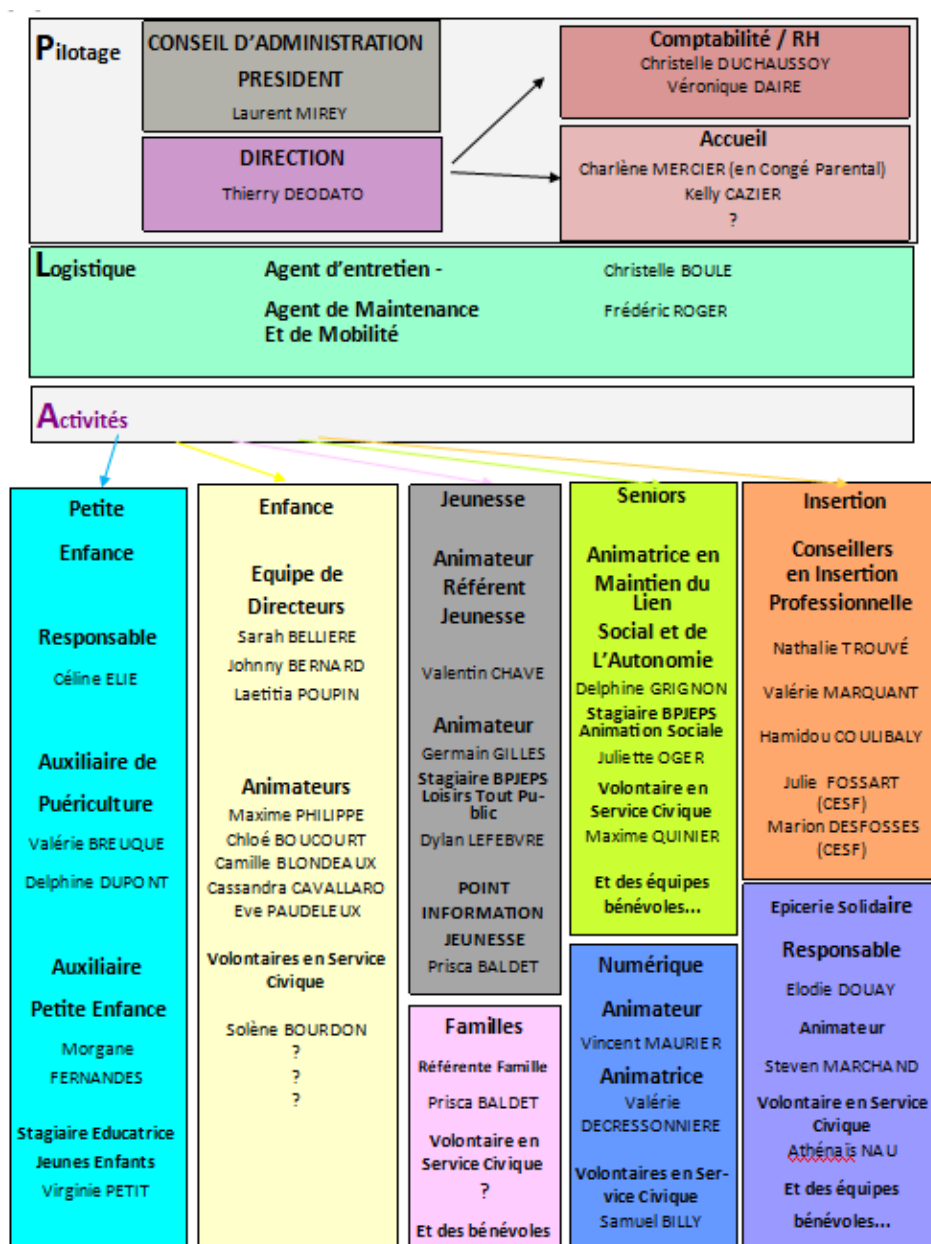 Pilotage
CONSEIL D'ADMINISTRATION
PRESIDENT
Laurent MIREY
DIRECTION
Thierry DEODATO
Comptabilité / RH
Christelle DUCHAUSSOY
Véronique DAIRE
Accueil
Charlène MERCIER (en Congé Parental)
Kelly CAZIER
?
Logistique
Agent d'entretien -
Christelle BOULE
Agent de Maintenance
Et de Mobilité
Frédéric ROGER
Activités
Petite
Enfance
Responsable
Céline ELIE
Auxiliaire de
Puériculture
Valérie BREUQUE
Delphine DUPONT
Auxiliaire
Petite Enfance
Morgane
FERNANDES
Stagiaire Educatrice
Jeunes Enfants
Virginie PETIT
Enfance
Equipe de
Directeurs
Sarah BELLIERE
Johnny BERNARD
Laetitia POUPIN
Animateurs
Maxime PHILIPPE
Chloé BOUCOURT
Camille BLONDEAUX
Cassandra CAVALLARO
Eve PAUDELEUX
Volontaires en Service
Civique
Solène BOURDON
?
?
?
Jeunesse
Animateur
Référent
Jeunesse
Valentin CHAVE
Animateur
Germain GILLES
Stagiaire BPJEPS
Loisirs Tout Pu-
blic
Dylan LEFEBVRE
POINT
INFORMATION
JEUNESSE
Prisca BALDET
Familles
Référente Famille
Prisca BALDET
Volontaire en
Service Civique
?
Et des bénévoles
Seniors
Animatrice en
Maintien du
Lien
Social et de
L'Autonomie
Delphine GRIGNON
Stagiaire BPJEPS
Animation Sociale
Juliette OGER
Volontaire en
Service Civique
Maxime QUINIER
Et des équipes
bénévoles...
Numérique
Animateur
Vincent MAURIER
Animatrice
Valérie
DECRESSONNIERE
Volontaires en Ser-
vice Civique
Samuel BILLY
Insertion
Conseillers
en Insertion
Professionnelle
Nathalie TROUVÉ
Valérie MARQUANT
Hamidou COULIBALY
Julie FOSSART
(CESF)
Marion DESFOSSES
(CESF)
Epicerie Solidaire
Responsable
Elodie DOUAY
Animateur
Steven MARCHAND
Volontaire en Service
Civique
Athénaïs NAU
Et des équipes
bénévoles...